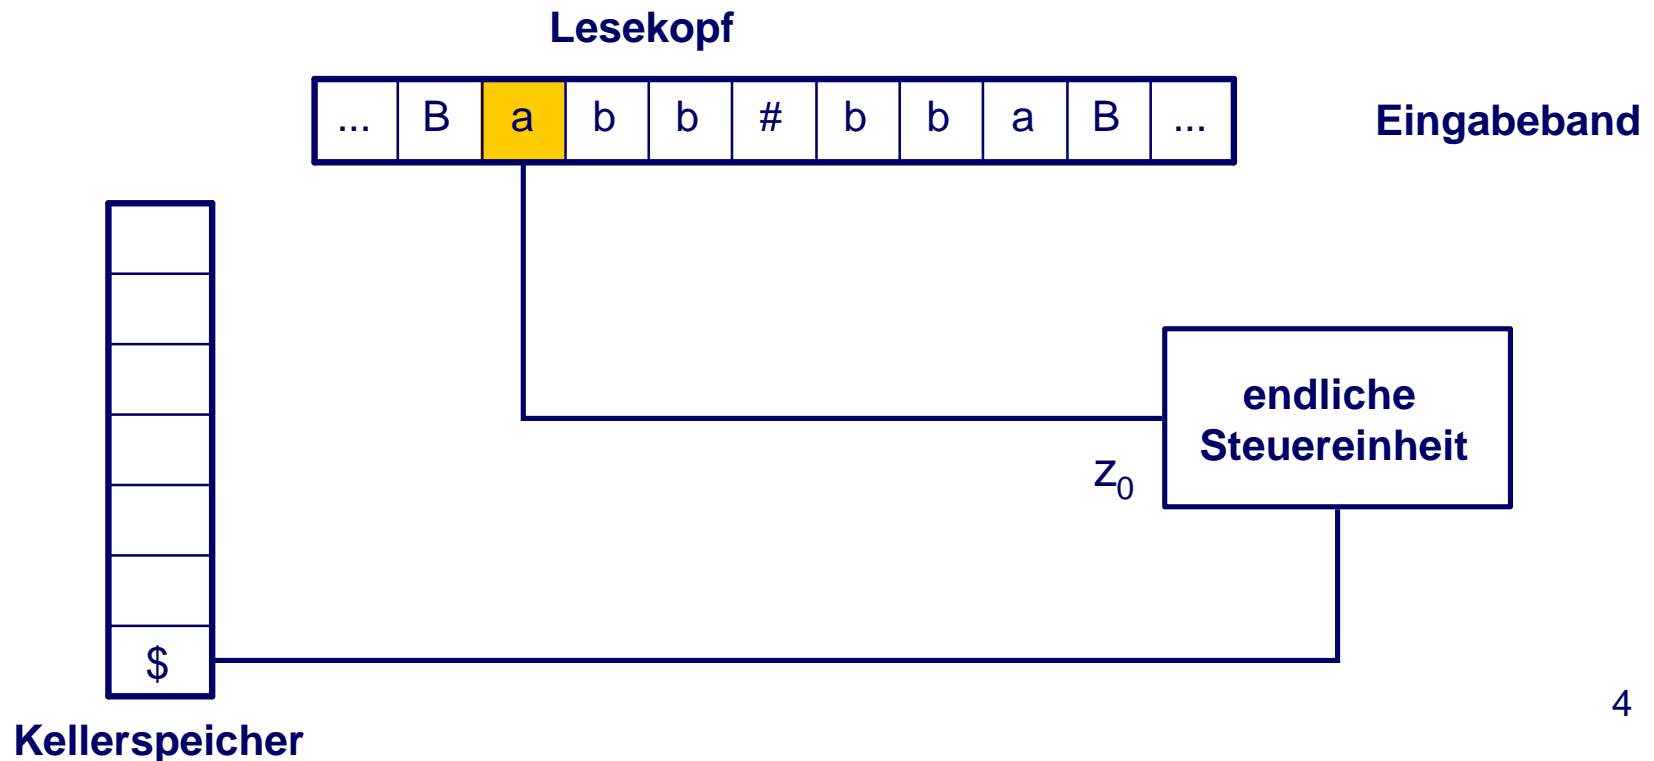 Lesekopf
... B a b b # b b a B ...
Eingabeband
endliche
Steuereinheit
z0
$
4
Kellerspeicher